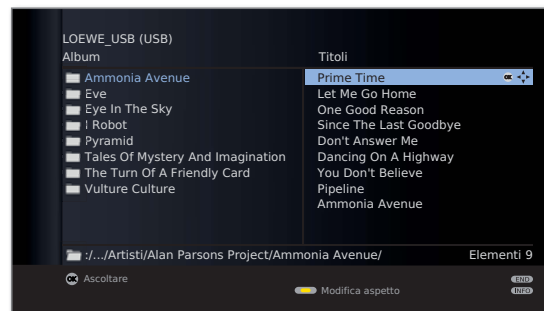 LOEWE_USB (USB)
Album
Titoli
Ammonia Avenue
Eve
Eye In The Sky
I Robot
Pyramid
Tales Of Mystery And Imagination
The Turn Of A Friendly Card
Vulture Culture
Prime Time OK
Let Me Go Home
One Good Reason
Since The Last Goodbye
Don't Answer Me
Dancing On A Highway
You Don't Believe
Pipeline
Ammonia Avenue
:/.../Artisti/Alan Parsons Project/Ammonia Avenue/ Elementi 9
OK Ascoltare
END
Modifica aspetto
INFO